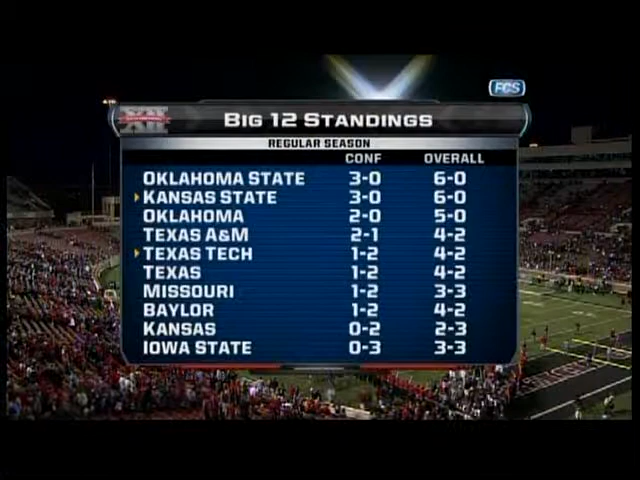 FCS
XII
BIG 12 STANDINGS
REGULAR SEASON
CONF OVERALL
OKLAHOMA STATE 3-0 6-0
KANSAS STATE 3-0 6-0
OKLAHOMA 2-0 5-0
TEXAS A&M 2-1 4-2
TEXAS TECH 1-2 4-2
TEXAS 1-2 4-2
MISSOURI 1-2 3-3
BAYLOR 1-2 4-2
KANSAS 0-2 2-3
IOWA STATE 0-3 3-3